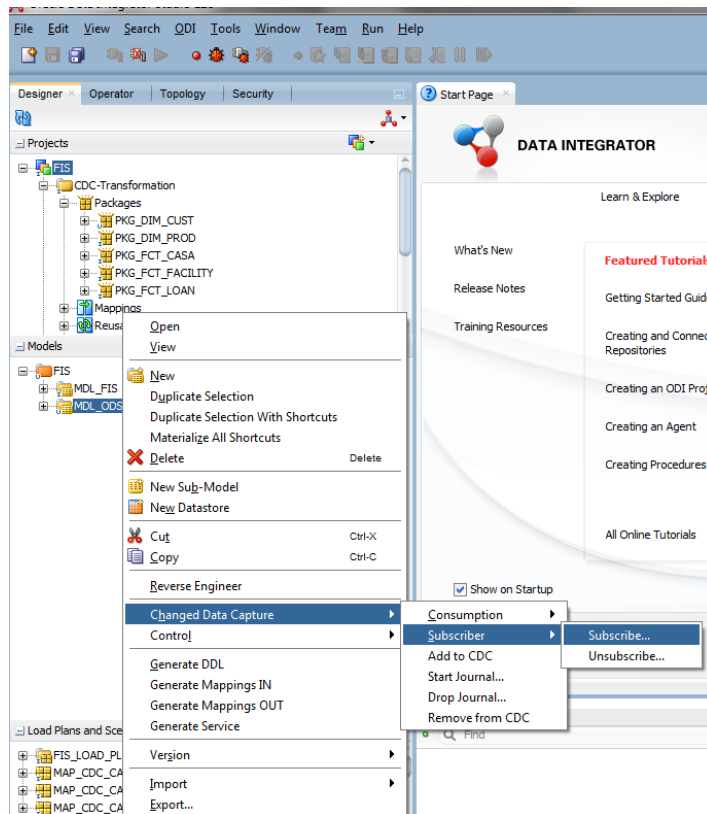 File Edit View Search ODI Tools Window Team Run Help
Designer Operator Topology Security
Start Page
Projects
FIS
CDC-Transformation
Packages
PKG_DIM_CUST
PKG_DIM_PROD
PKG_FCT_CASA
PKG_FCT_FACILITY
PKG_FCT_LOAN
Mappings
Reusa
Models
FIS
MDL_FIS
MDL_ODS
Load Plans and Sce
FIS_LOAD_PL
MAP_CDC_CA
MAP_CDC_CA
MAP_CDC_CA
Open
View
New
Duplicate Selection
Duplicate Selection With Shortcuts
Materialize All Shortcuts
Delete Delete
New Sub-Model
New Datastore
Cut Ctrl-X
Copy Ctrl-C
Reverse Engineer
Changed Data Capture
Control
Generate DDL
Generate Mappings IN
Generate Mappings OUT
Generate Service
Version
Import
Export...
Consumption
Subscriber
Add to CDC
Start Journal...
Drop Journal...
Remove from CDC
Subscribe...
Unsubscribe...
DATA INTEGRATOR
Learn & Explore
What's New
Release Notes
Training Resources
Featured Tutorials
Getting Started Guid
Creating and Connec
Repositories
Creating an ODI Proj
Creating an Agent
Creating Procedures
All Online Tutorials
Show on Startup
Find